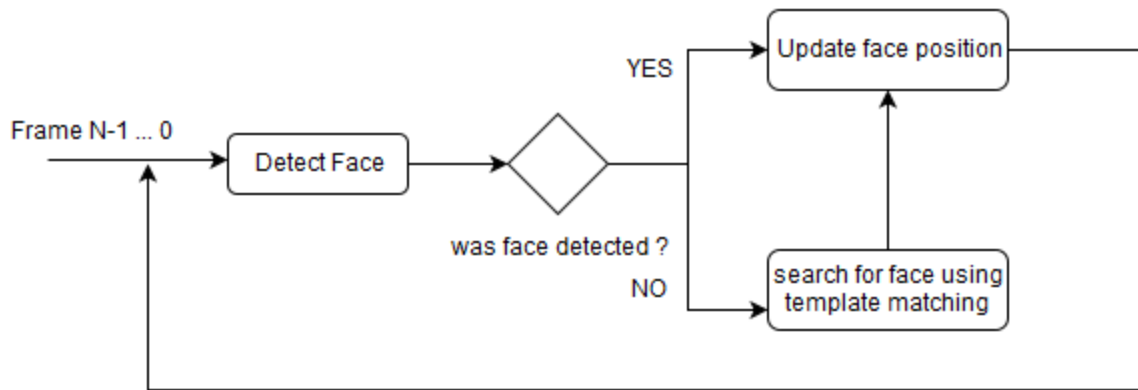 Frame N-1 ... 0
Detect Face
was face detected ?
YES
NO
Update face position
search for face using
template matching